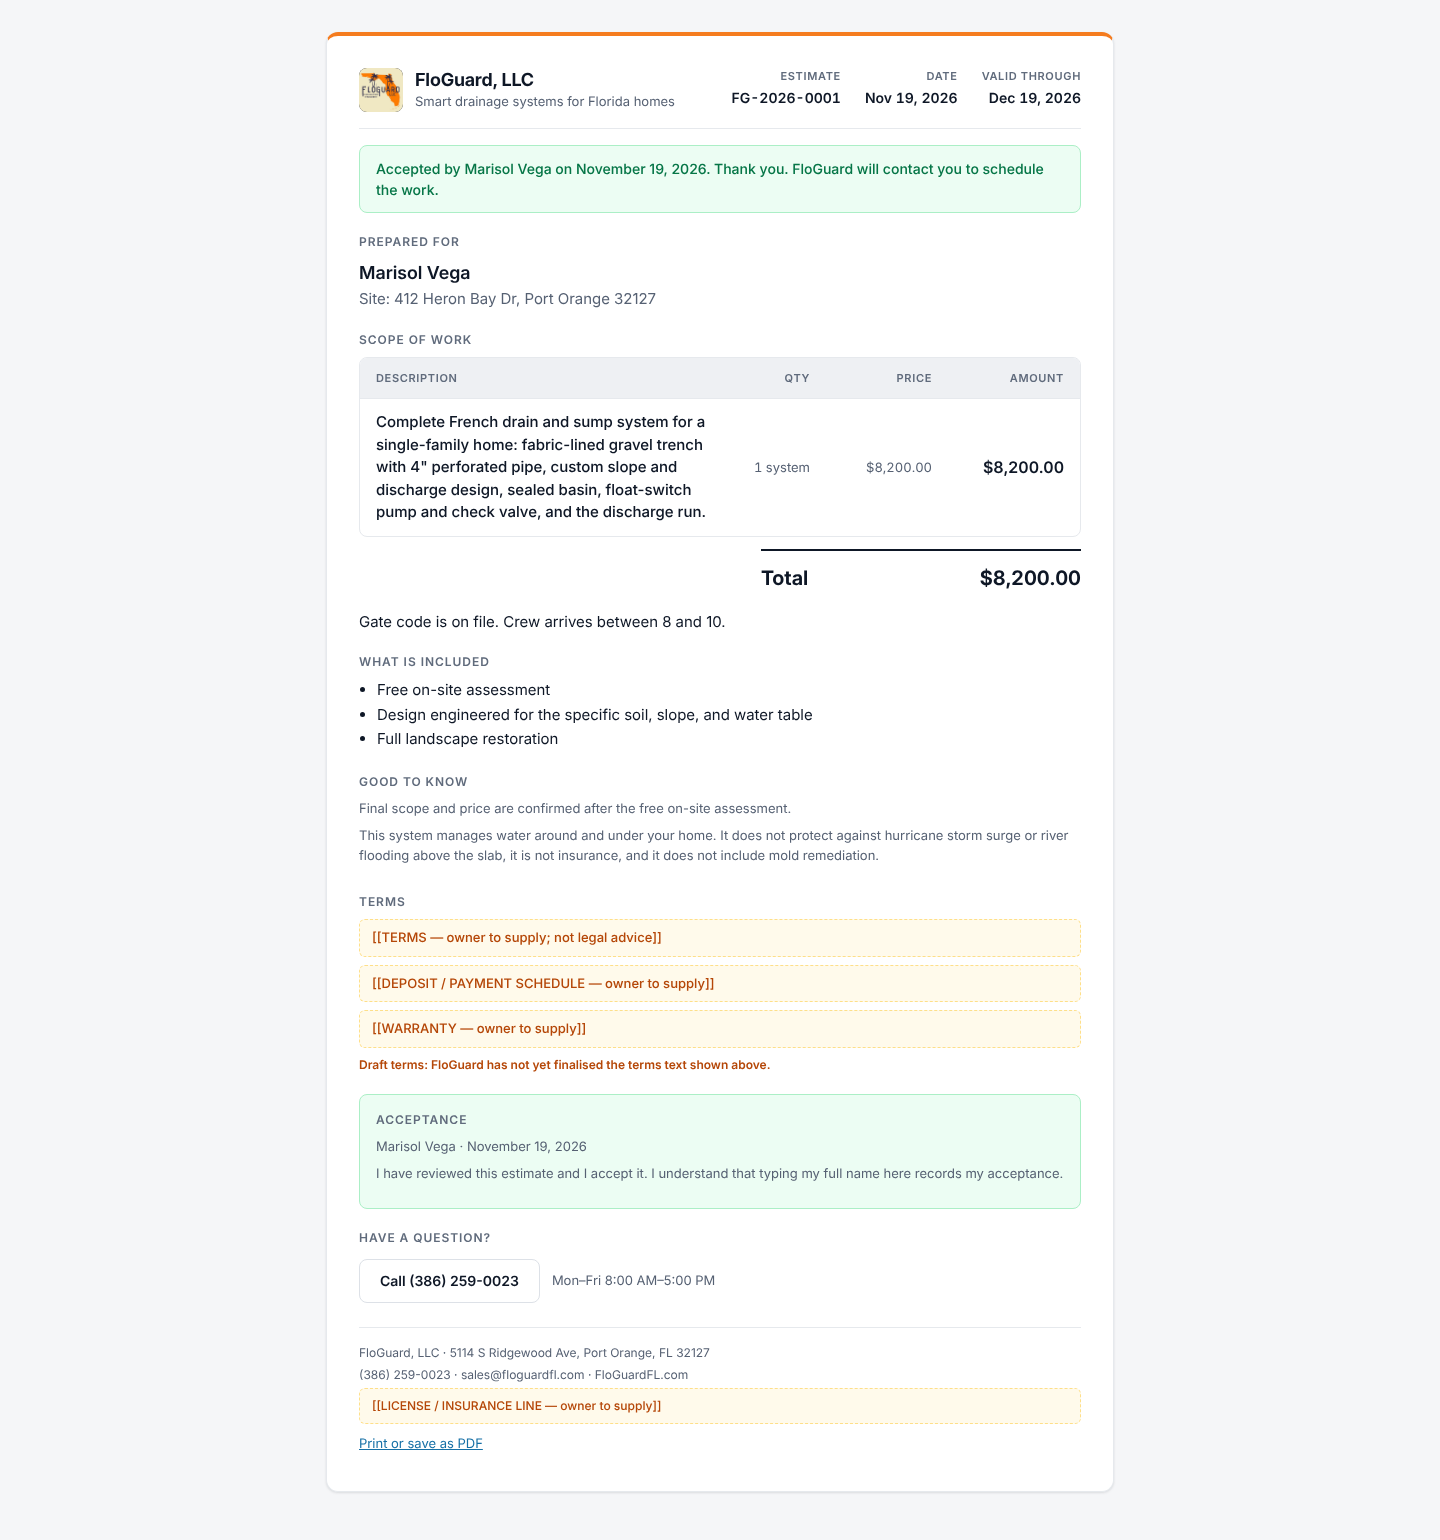 FLOGUARD
FloGuard, LLC
Smart drainage systems for Florida homes
ESTIMATE
FG-2026-0001
DATE
Nov 19, 2026
VALID THROUGH
Dec 19, 2026
Accepted by Marisol Vega on November 19, 2026. Thank you. FloGuard will contact you to schedule
the work.
PREPARED FOR
Marisol Vega
Site: 412 Heron Bay Dr, Port Orange 32127
SCOPE OF WORK
DESCRIPTION QTY PRICE AMOUNT
Complete French drain and sump system for a
single-family home: fabric-lined gravel trench
with 4" perforated pipe, custom slope and
discharge design, sealed basin, float-switch
pump and check valve, and the discharge run.
1 system $8,200.00 $8,200.00
Total $8,200.00
Gate code is on file. Crew arrives between 8 and 10.
WHAT IS INCLUDED
• Free on-site assessment
• Design engineered for the specific soil, slope, and water table
• Full landscape restoration
GOOD TO KNOW
Final scope and price are confirmed after the free on-site assessment.
This system manages water around and under your home. It does not protect against hurricane storm surge or river
flooding above the slab, it is not insurance, and it does not include mold remediation.
TERMS
[[TERMS — owner to supply; not legal advice]]
[[DEPOSIT / PAYMENT SCHEDULE — owner to supply]]
[[WARRANTY — owner to supply]]
Draft terms: FloGuard has not yet finalised the terms text shown above.
ACCEPTANCE
Marisol Vega · November 19, 2026
I have reviewed this estimate and I accept it. I understand that typing my full name here records my acceptance.
HAVE A QUESTION?
Call (386) 259-0023 Mon–Fri 8:00 AM–5:00 PM
FloGuard, LLC · 5114 S Ridgewood Ave, Port Orange, FL 32127
(386) 259-0023 · sales@floguardfl.com · FloGuardFL.com
[[LICENSE / INSURANCE LINE — owner to supply]]
Print or save as PDF